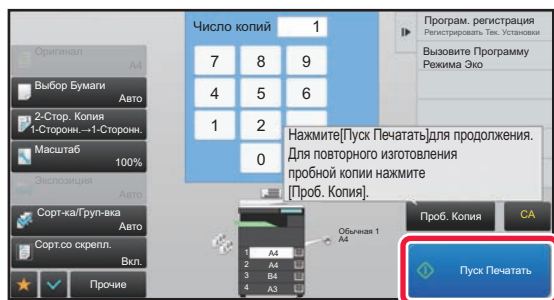 Число копий 1
Програм. регистрация
Регистрировать Тек. Установки
Вызовите Программу
Режима Эко
Оригинал
A4
Выбор Бумаги
Авто
2-Стор. Копия
1-Сторонн.→1-Сторонн.
Масштаб
100%
Экспозиция
Авто
Сорт-ка/Груп-вка
Авто
Сорт.со скрепл.
Вкл.
Прочие
7 8 9
4 5 6
1 2
0
Нажмите[Пуск Печатать]для продолжения.
Для повторного изготовления
пробной копии нажмите
[Проб. Копия].
Обычная 1
A4
1 A4
2 A4
3 B4
4 A3
Проб. Копия
CA
Пуск Печатать